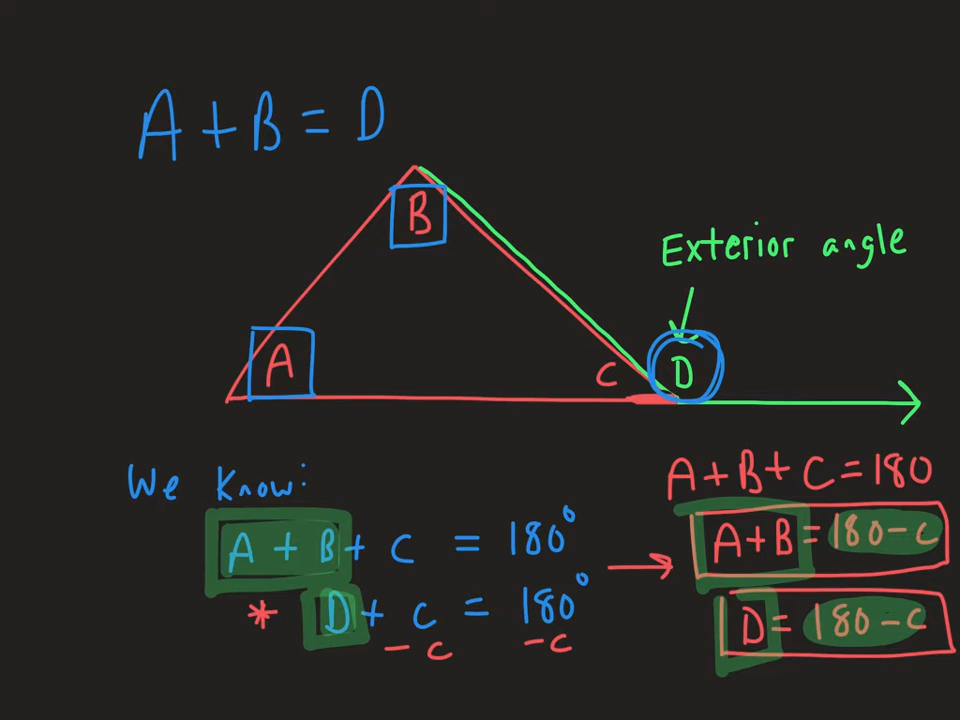 A + B = D
B
Exterior angle
A
C
D
We Know:
A + B + C = 180°
* D + C = 180°
- C - C
A + B + C = 180
A + B = 180 - C
D = 180 - C